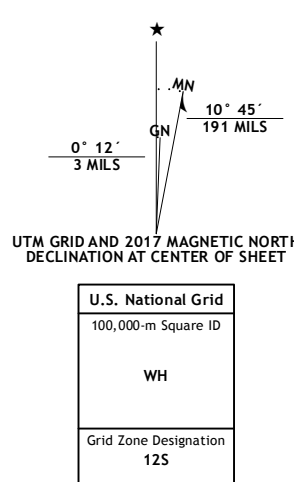 ★
MN
GN
10° 45´
191 MILS
0° 12´
3 MILS
UTM GRID AND 2017 MAGNETIC NORTH
DECLINATION AT CENTER OF SHEET
U.S. National Grid
100,000-m Square ID
WH
Grid Zone Designation
12S